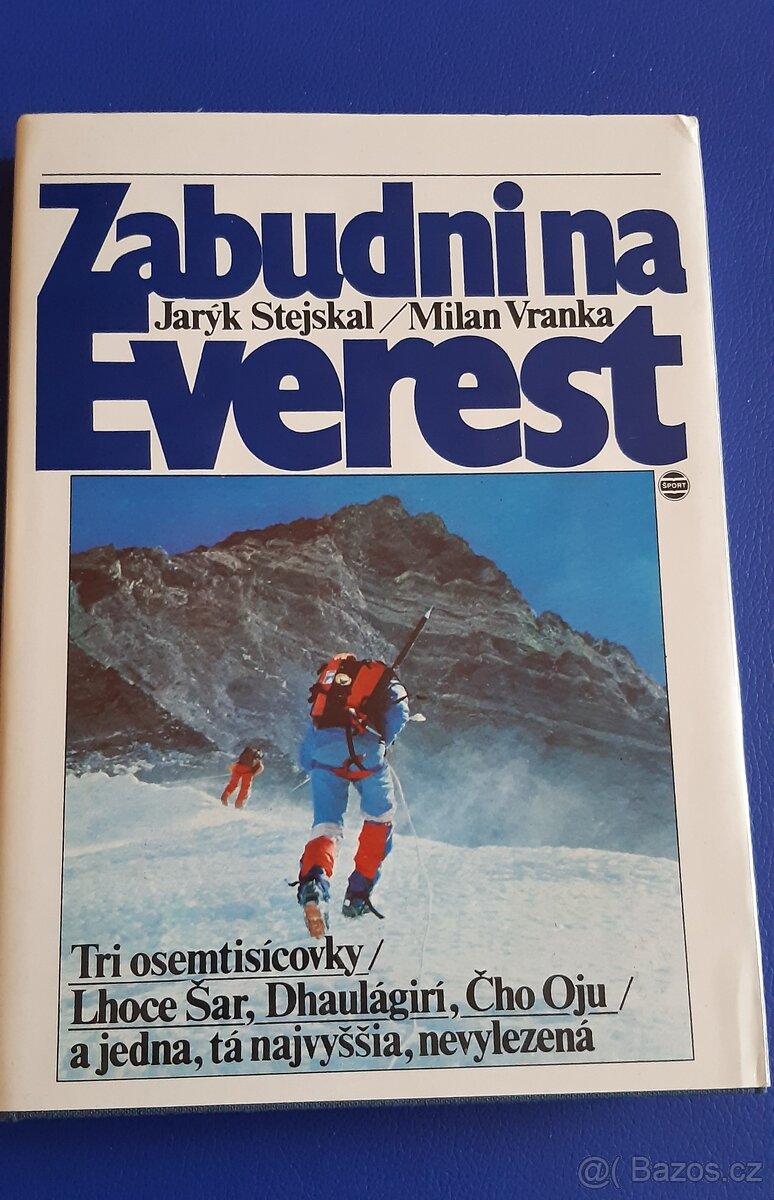 Zabudni na
Jarýk Stejskal / Milan Vranka
Everest
ŠPORT
Tri osemtisícovky /
Lhoce Šar, Dhaulágirí, Čho Oju /
a jedna, tá najvyššia, nevylezená
@( Bazos.cz